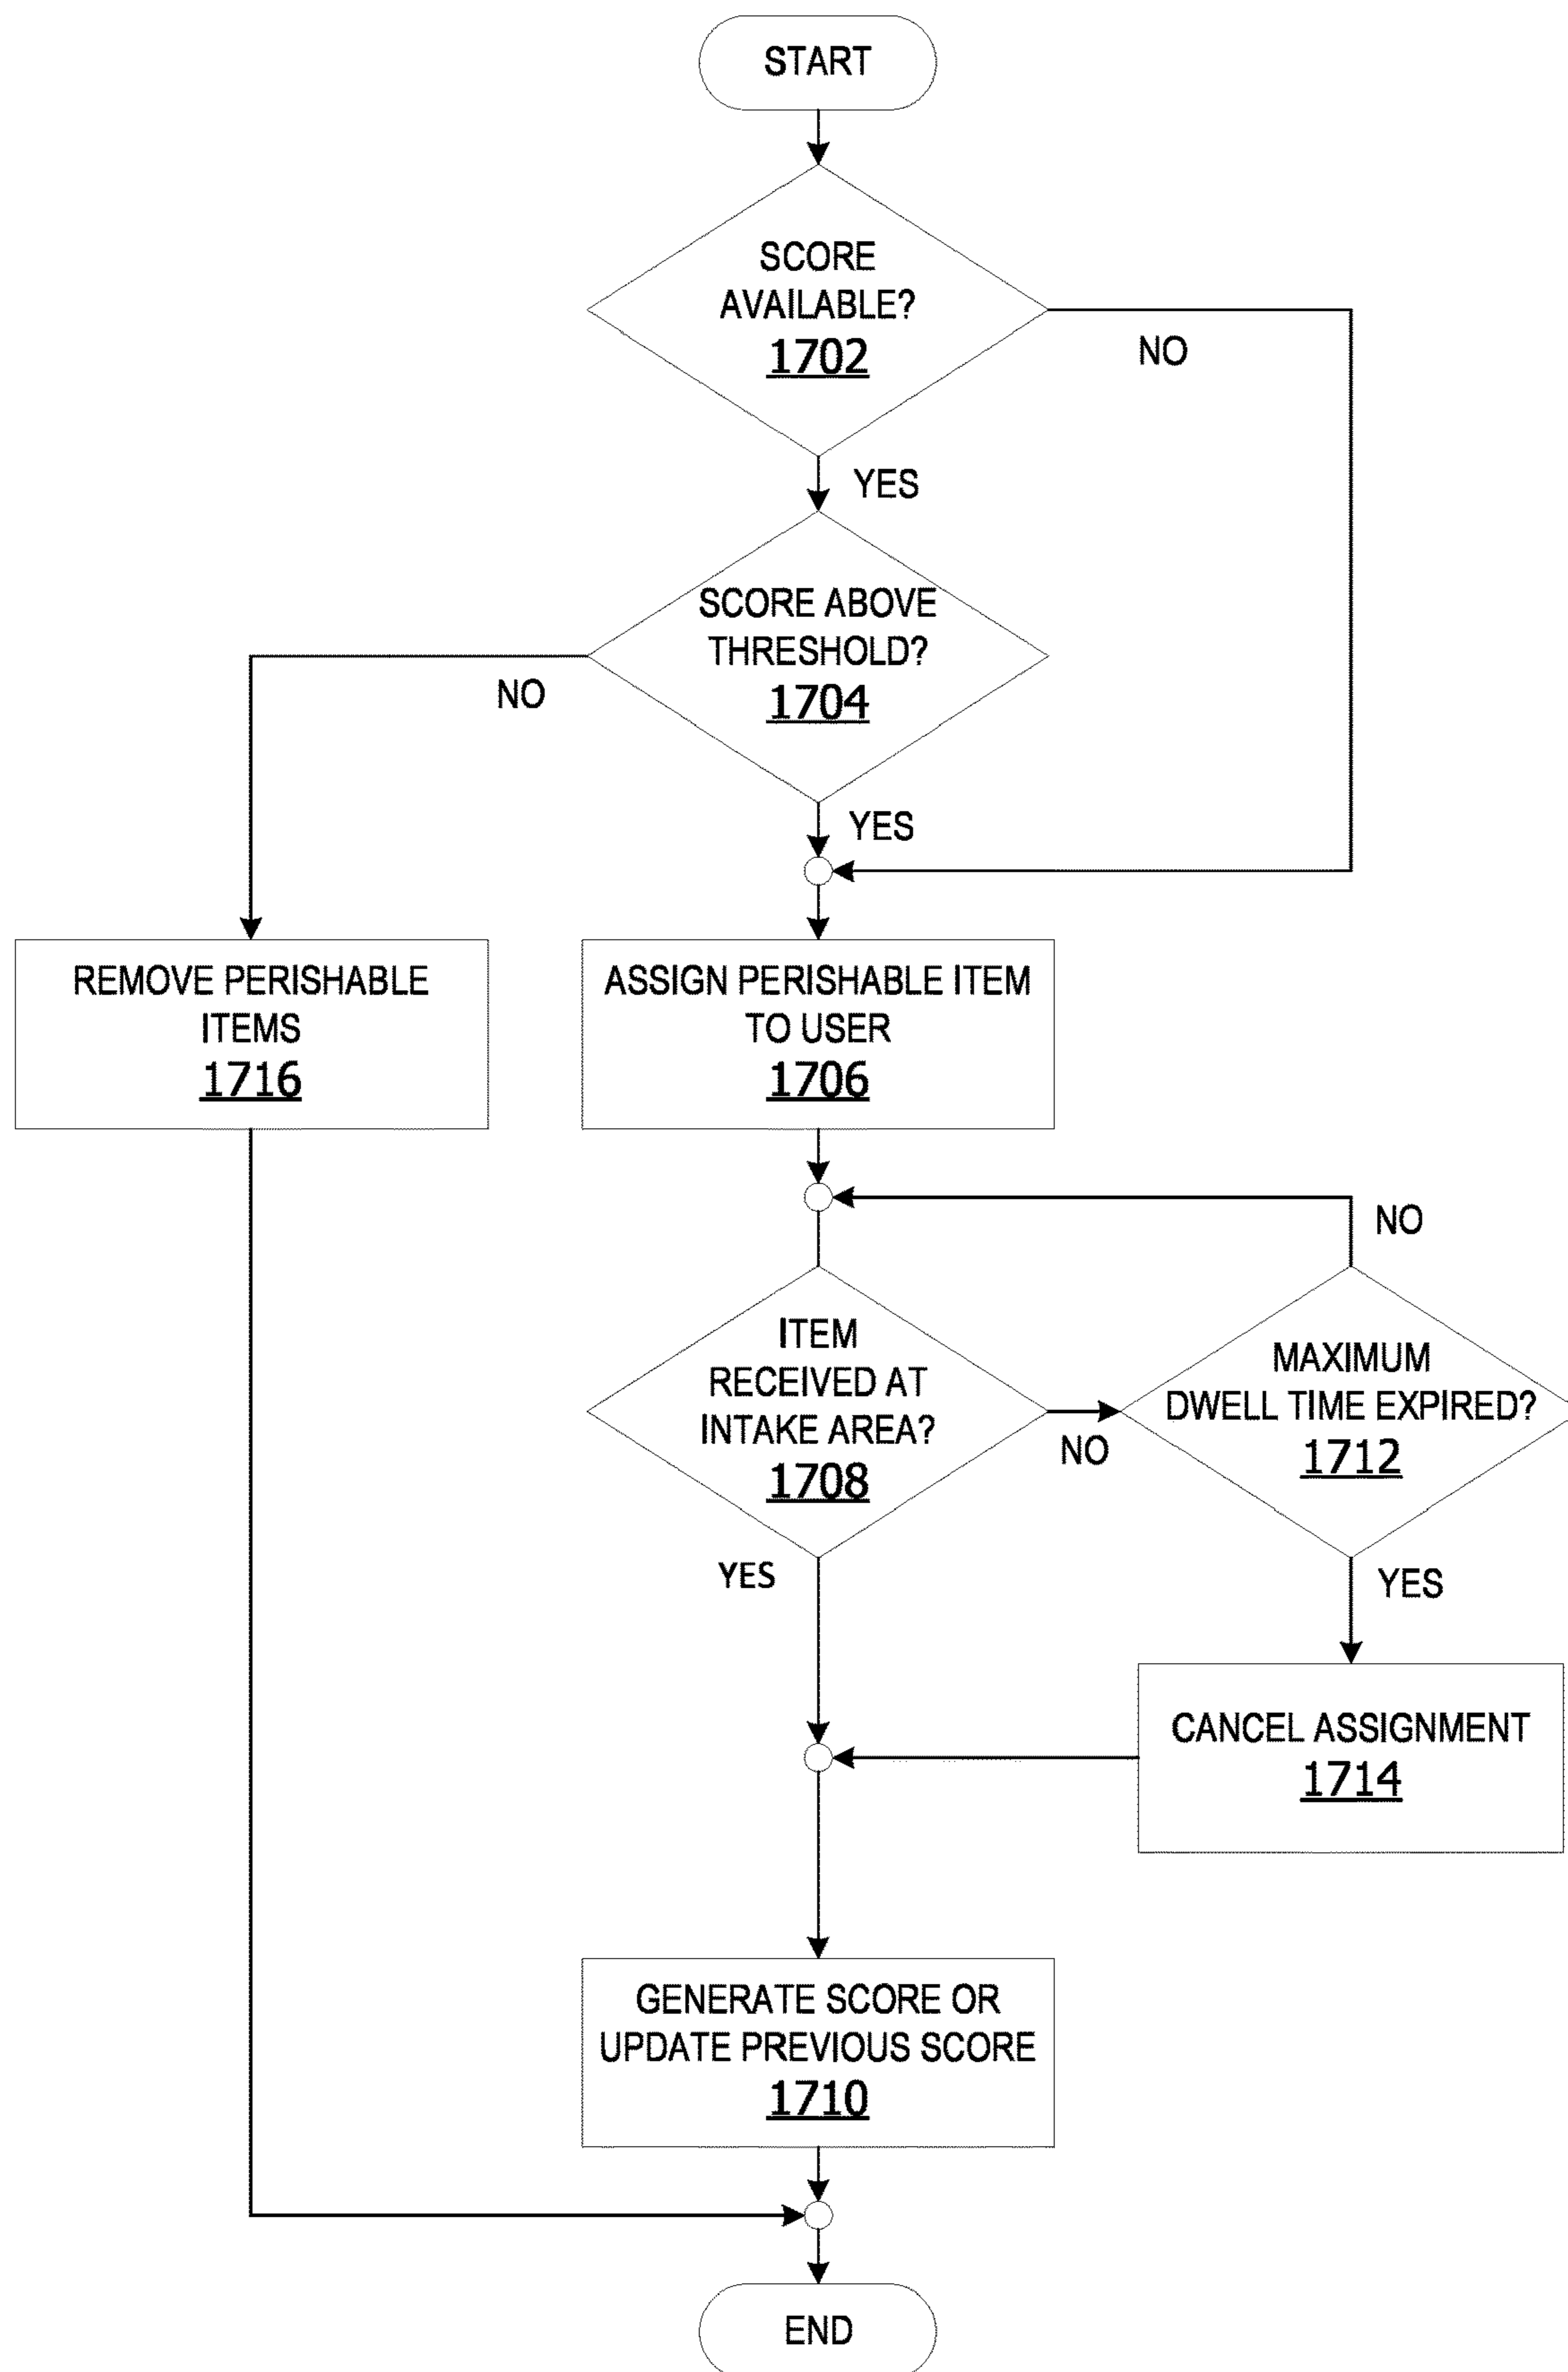 START
SCORE
AVAILABLE?
1702
NO
YES
SCORE ABOVE
THRESHOLD?
1704
NO
YES
REMOVE PERISHABLE
ITEMS
1716
ASSIGN PERISHABLE ITEM
TO USER
1706
NO
ITEM
RECEIVED AT
INTAKE AREA?
1708
NO
MAXIMUM
DWELL TIME EXPIRED?
1712
YES
YES
CANCEL ASSIGNMENT
1714
GENERATE SCORE OR
UPDATE PREVIOUS SCORE
1710
END